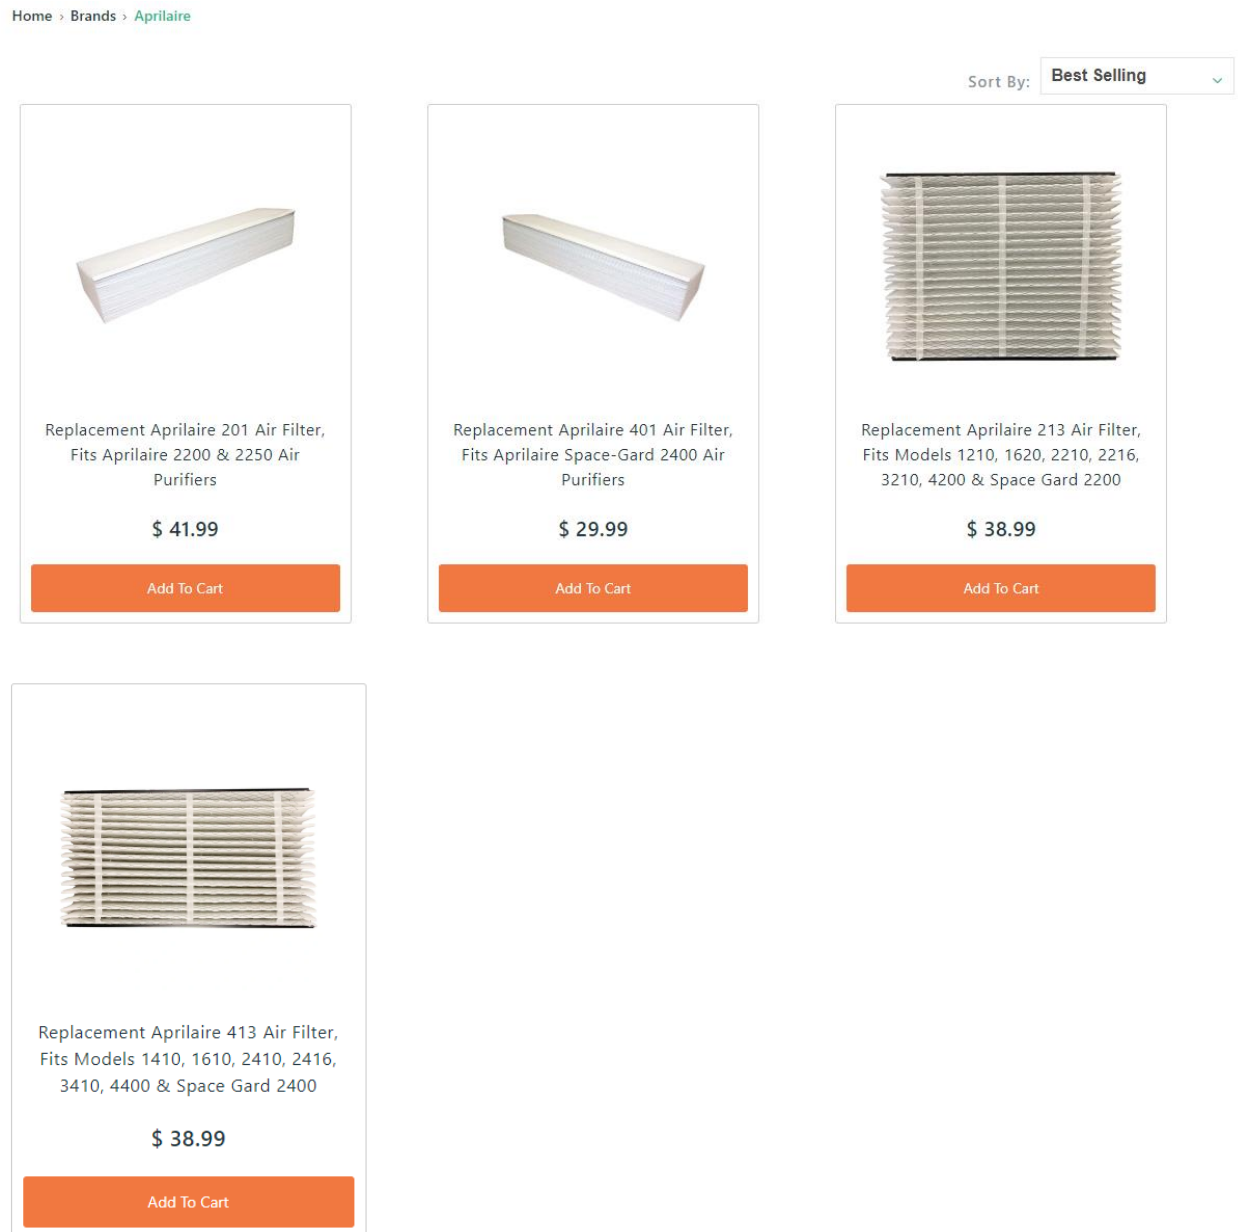 Home › Brands › Aprilaire
Sort By: Best Selling
Replacement Aprilaire 201 Air Filter,
Fits Aprilaire 2200 & 2250 Air
Purifiers
$ 41.99
Add To Cart
Replacement Aprilaire 401 Air Filter,
Fits Aprilaire Space-Gard 2400 Air
Purifiers
$ 29.99
Add To Cart
Replacement Aprilaire 213 Air Filter,
Fits Models 1210, 1620, 2210, 2216,
3210, 4200 & Space Gard 2200
$ 38.99
Add To Cart
Replacement Aprilaire 413 Air Filter,
Fits Models 1410, 1610, 2410, 2416,
3410, 4400 & Space Gard 2400
$ 38.99
Add To Cart